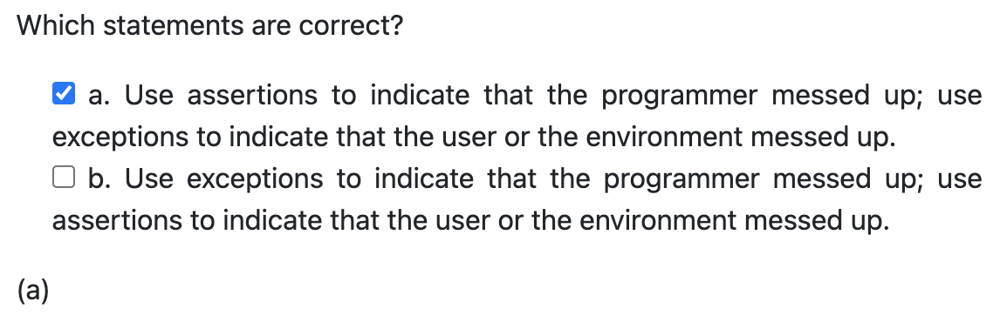 Which statements are correct?
a. Use assertions to indicate that the programmer messed up; use
exceptions to indicate that the user or the environment messed up.
b. Use exceptions to indicate that the programmer messed up; use
assertions to indicate that the user or the environment messed up.
(a)